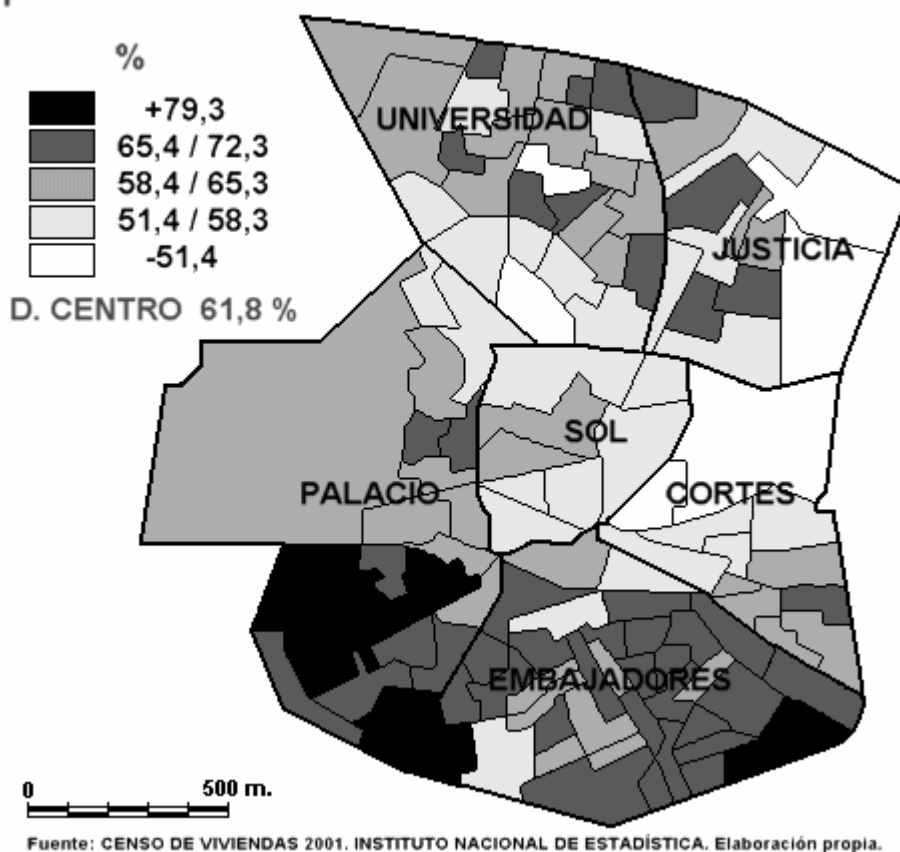 %
+79,3
65,4 / 72,3
58,4 / 65,3
51,4 / 58,3
-51,4
D. CENTRO 61,8 %
UNIVERSIDAD
JUSTICIA
SOL
PALACIO
CORTES
EMBAJADORES
0 500 m.
Fuente: CENSO DE VIVIENDAS 2001. INSTITUTO NACIONAL DE ESTADÍSTICA. Elaboración propia.